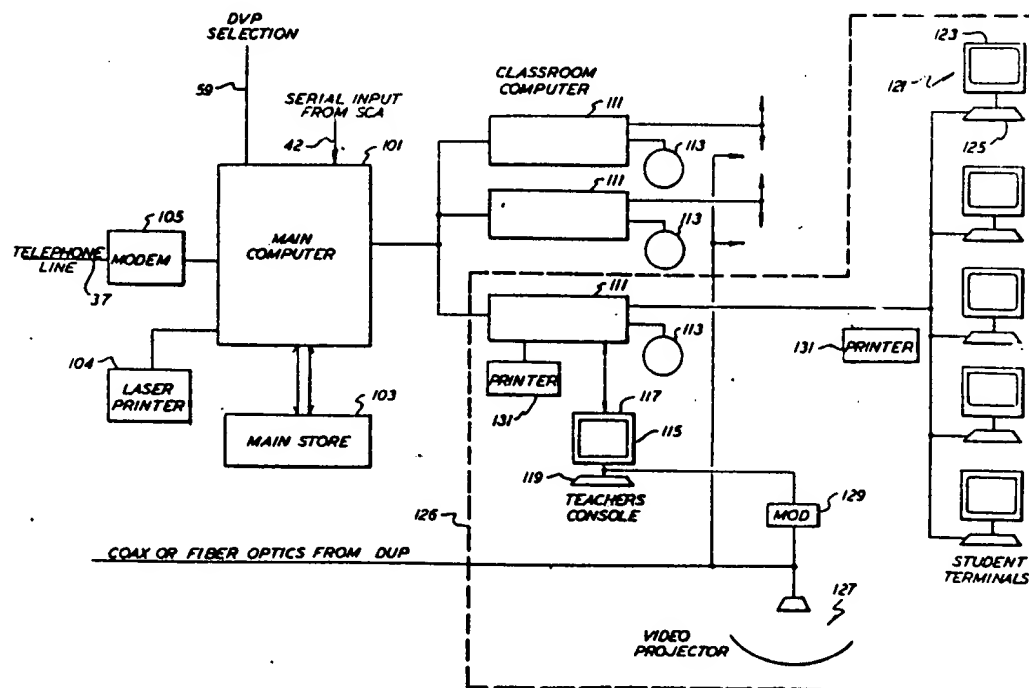 DVP
SELECTION
59
SERIAL INPUT
FROM SCA
42
101
CLASSROOM
COMPUTER
111
113
111
113
111
113
123
121
125
105
TELEPHONE
LINE
37
MODEM
MAIN
COMPUTER
104
LASER
PRINTER
103
MAIN STORE
PRINTER
131
117
115
119
TEACHERS
CONSOLE
131
PRINTER
126
129
MOD
COAX OR FIBER OPTICS FROM DUP
STUDENT
TERMINALS
127
VIDEO
PROJECTOR